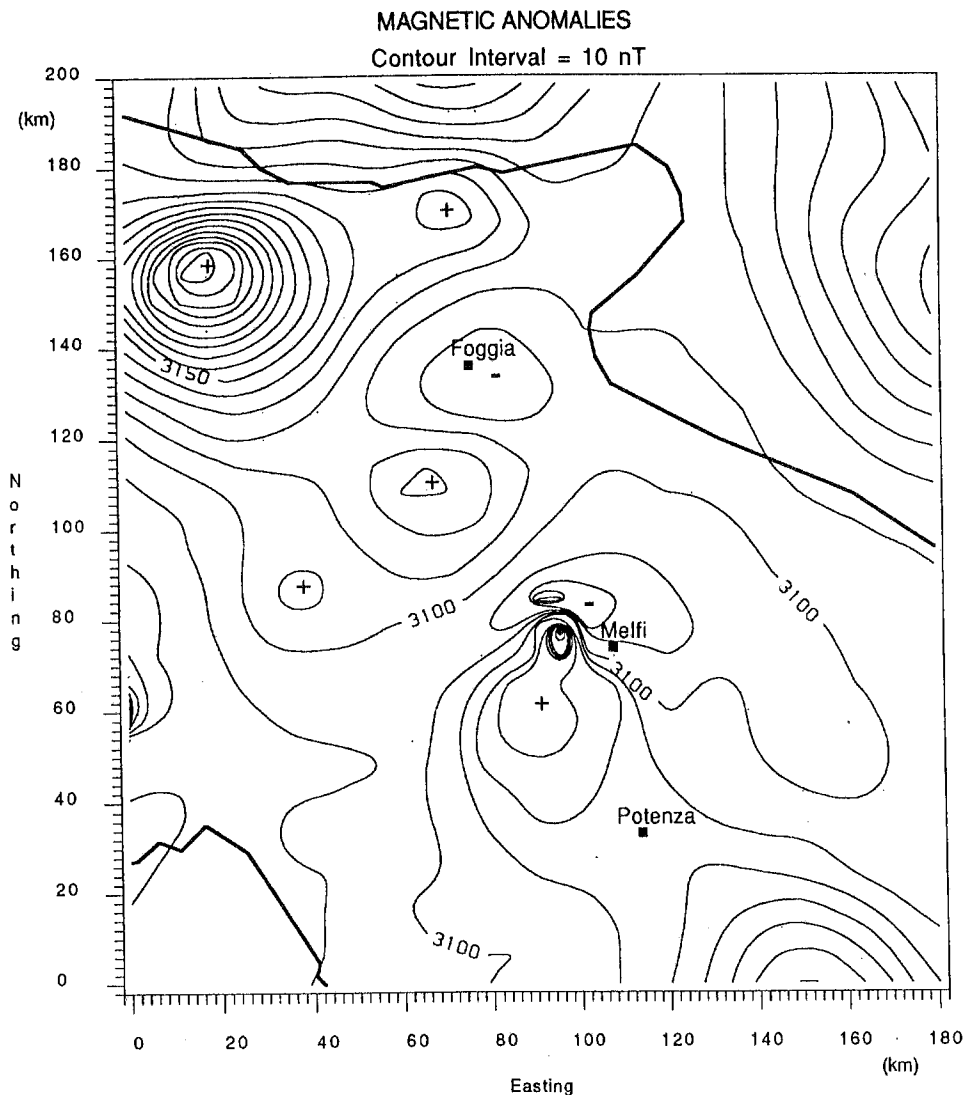 MAGNETIC ANOMALIES
Contour Interval = 10 nT
200
(km)
180
160
140
120
100
80
60
40
20
0
Northing
3150
Foggia
3100
3100
Melfi
3100
Potenza
3100
0 20 40 60 80 100 120 140 160 180
(km)
Easting